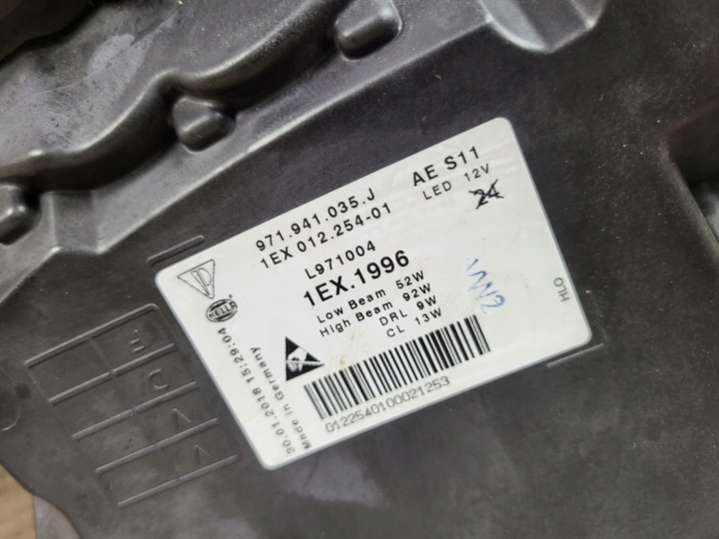 971.941.035.J
AE S11
1EX 012.254-01
LED 12V
24
L971004
1EX.1996
Low Beam 52W
High Beam 92W
DRL 9W
CL 13W
HELLA
HLO
30.01.2018 15:29:04
Made in Germany
01225401000021253